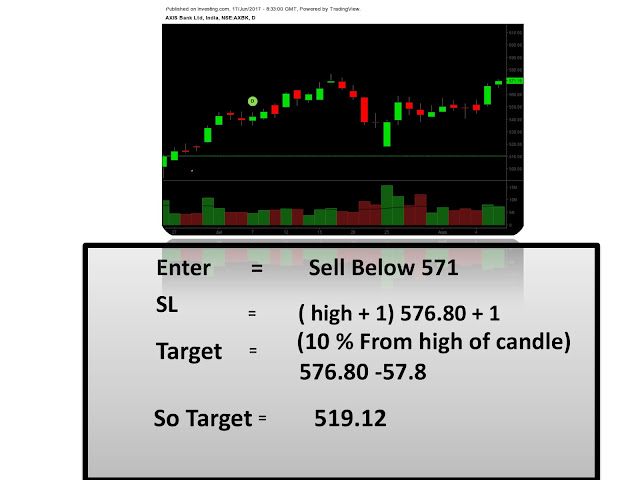 Published on Investing.com, 17/Jun/2017 - 8:33:00 GMT, Powered by TradingView.
AXIS Bank Ltd, India, NSE:AXBK, D
Enter = Sell Below 571
SL = ( high + 1) 576.80 + 1
Target = (10 % From high of candle)
576.80 -57.8
So Target = 519.12